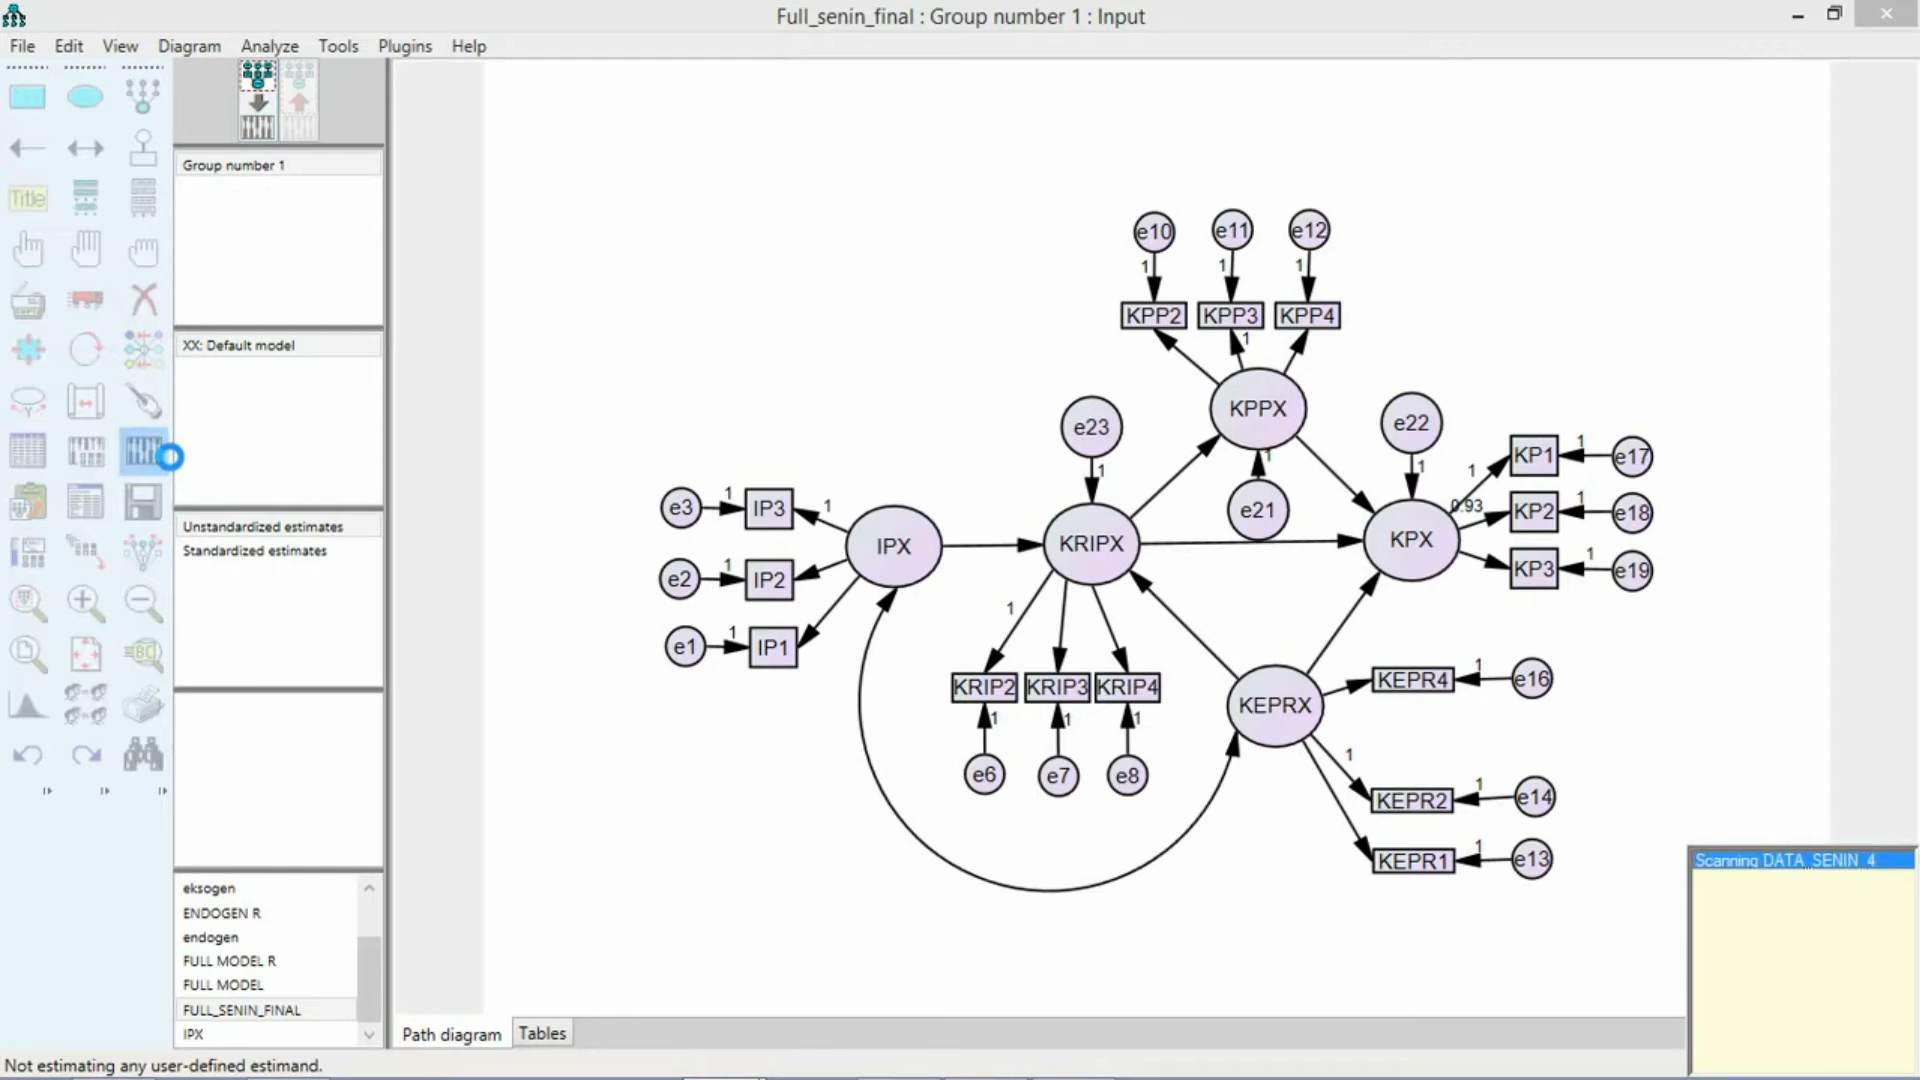 Full_senin_final : Group number 1 : Input
File Edit View Diagram Analyze Tools Plugins Help
Title
Group number 1
XX: Default model
Unstandardized estimates
Standardized estimates
eksogen
ENDOGEN R
endogen
FULL MODEL R
FULL MODEL
FULL_SENIN_FINAL
IPX
e10 e11 e12
1 1 1
KPP2 KPP3 KPP4
1
KPPX
e23
e22
1
1
1
e21
e3 1 IP3 1
e2 1 IP2
e1 1 IP1
IPX
KRIPX
KPX
1 KP1 1 e17
0.93 KP2 1 e18
KP3 1 e19
1
KRIP2 KRIP3 KRIP4
1 1 1
e6 e7 e8
KEPRX
KEPR4 1 e16
1 KEPR2 1 e14
KEPR1 1 e13
Scanning DATA_SENIN_4
Path diagram Tables
Not estimating any user-defined estimand.